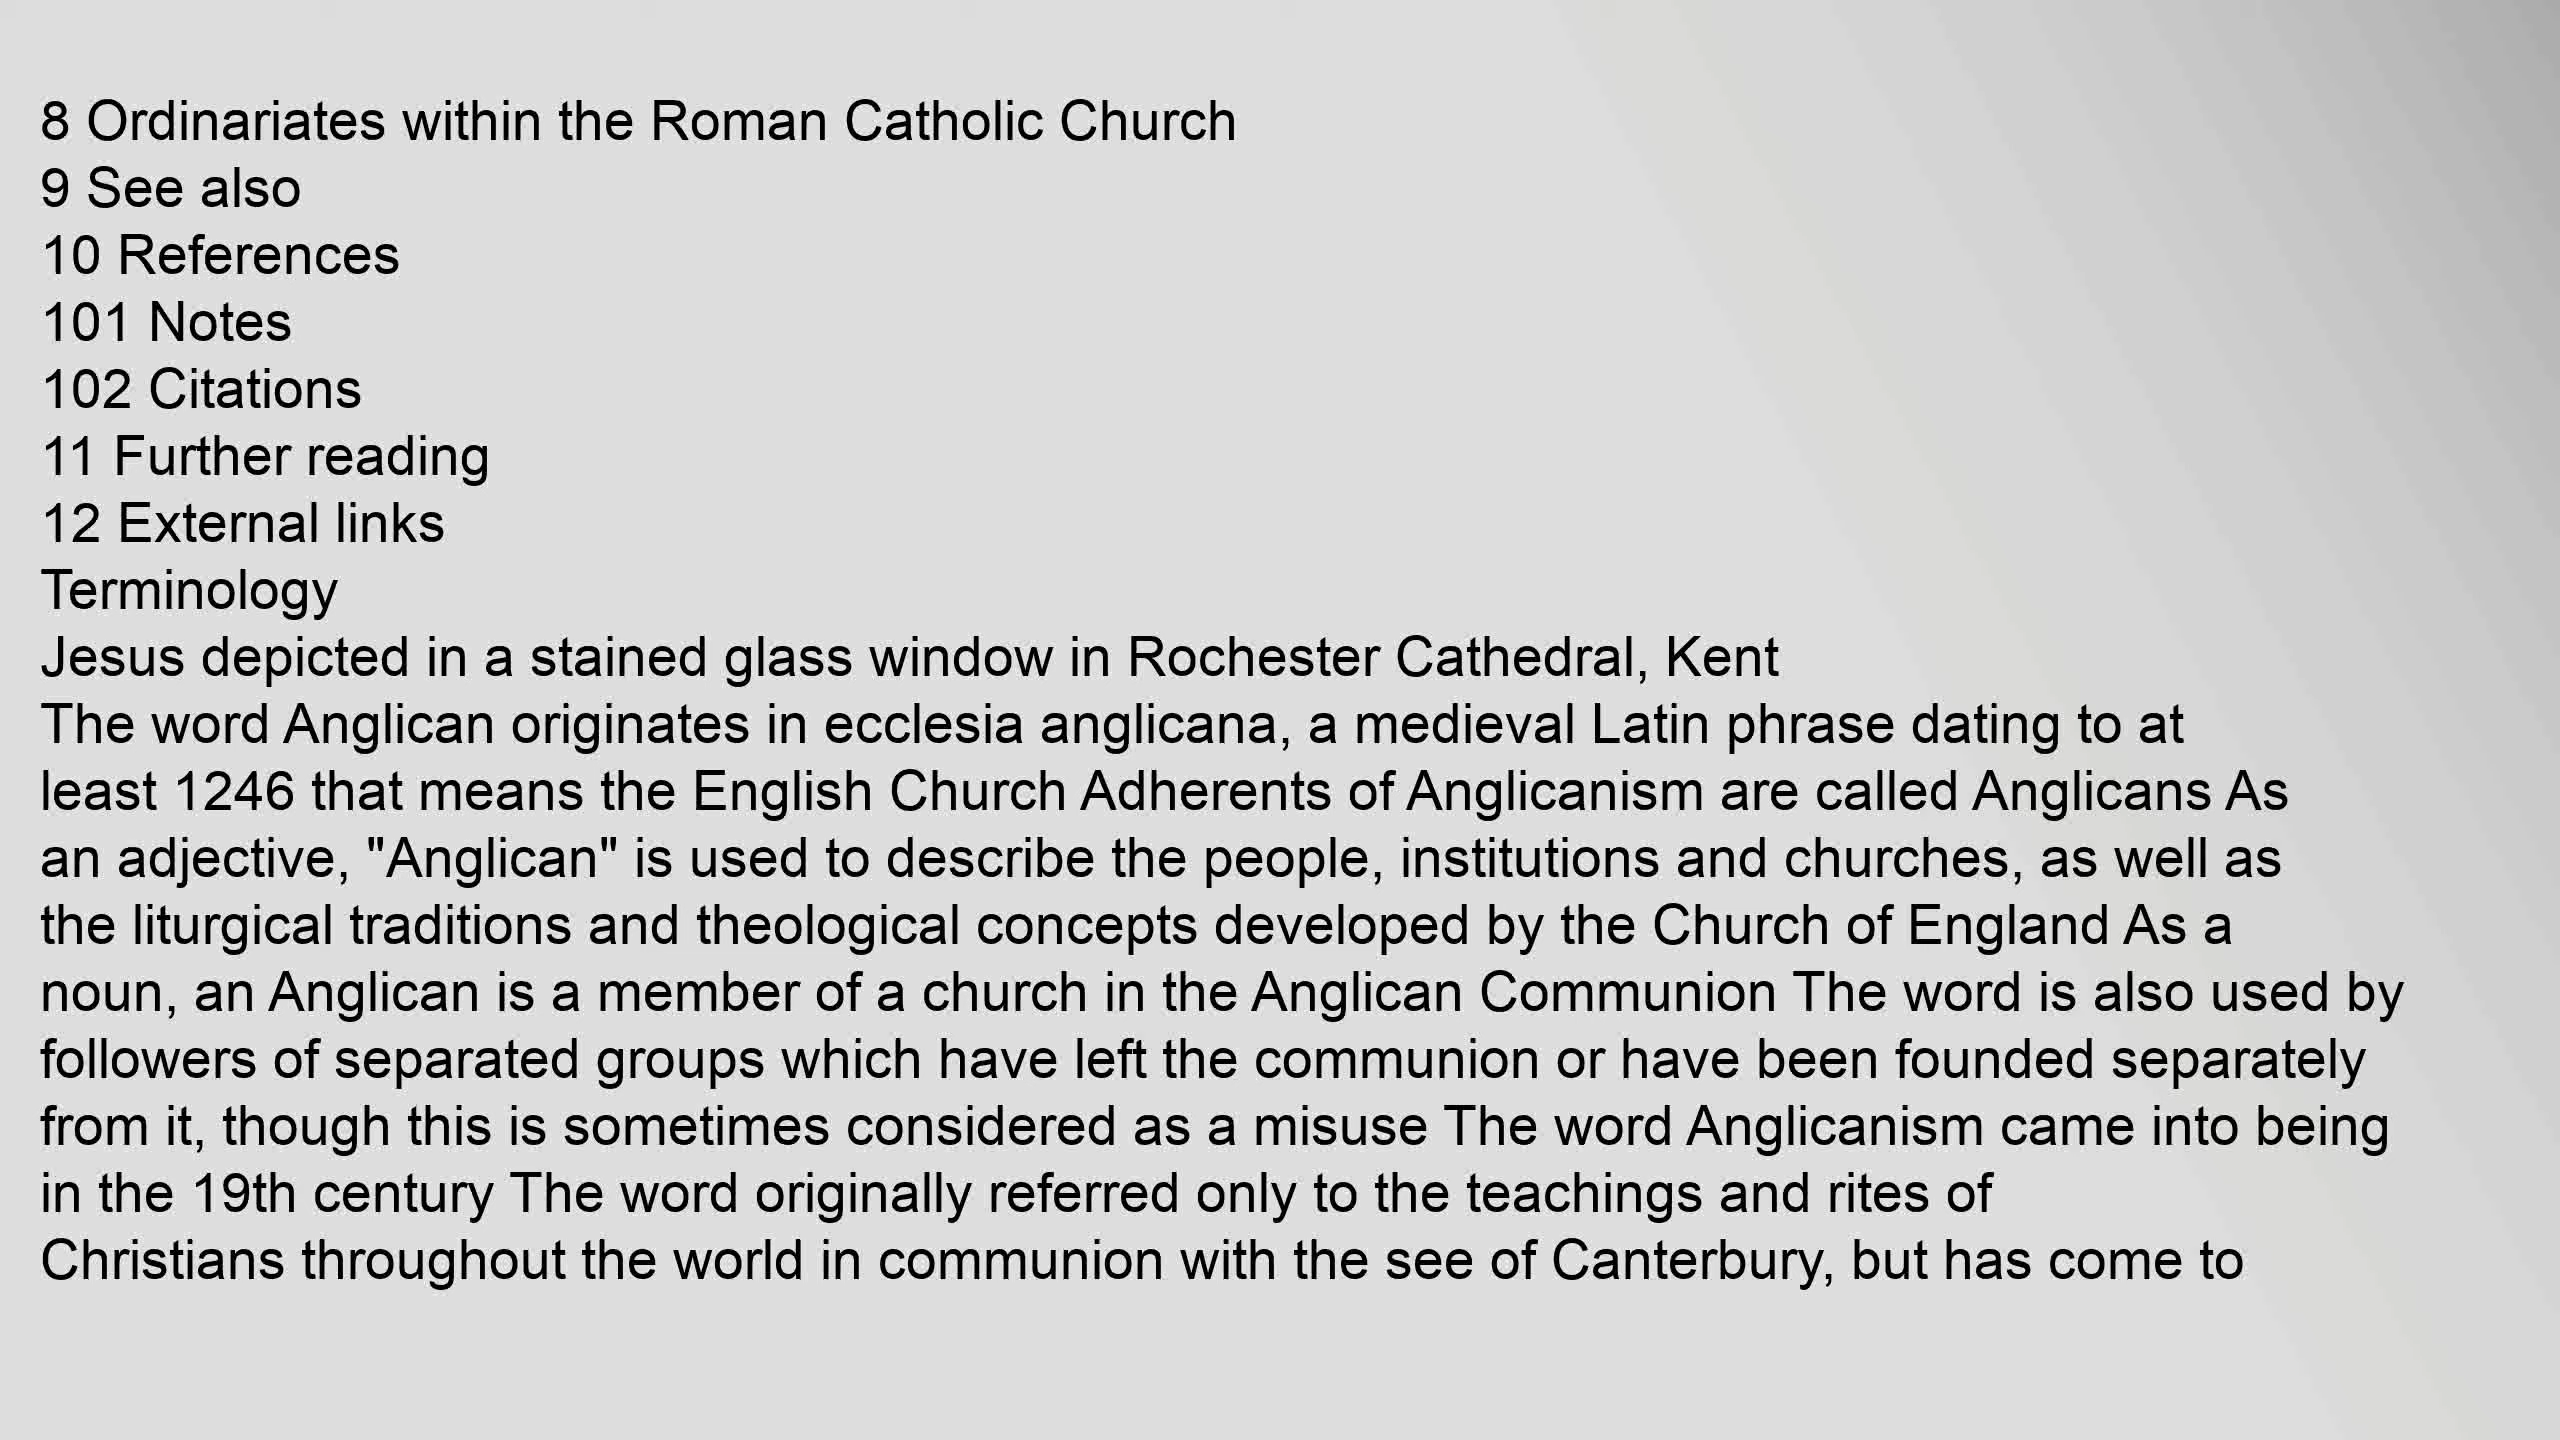 8 Ordinariates within the Roman Catholic Church
9 See also
10 References
101 Notes
102 Citations
11 Further reading
12 External links
Terminology
Jesus depicted in a stained glass window in Rochester Cathedral, Kent
The word Anglican originates in ecclesia anglicana, a medieval Latin phrase dating to at
least 1246 that means the English Church Adherents of Anglicanism are called Anglicans As
an adjective, "Anglican" is used to describe the people, institutions and churches, as well as
the liturgical traditions and theological concepts developed by the Church of England As a
noun, an Anglican is a member of a church in the Anglican Communion The word is also used by
followers of separated groups which have left the communion or have been founded separately
from it, though this is sometimes considered as a misuse The word Anglicanism came into being
in the 19th century The word originally referred only to the teachings and rites of
Christians throughout the world in communion with the see of Canterbury, but has come to